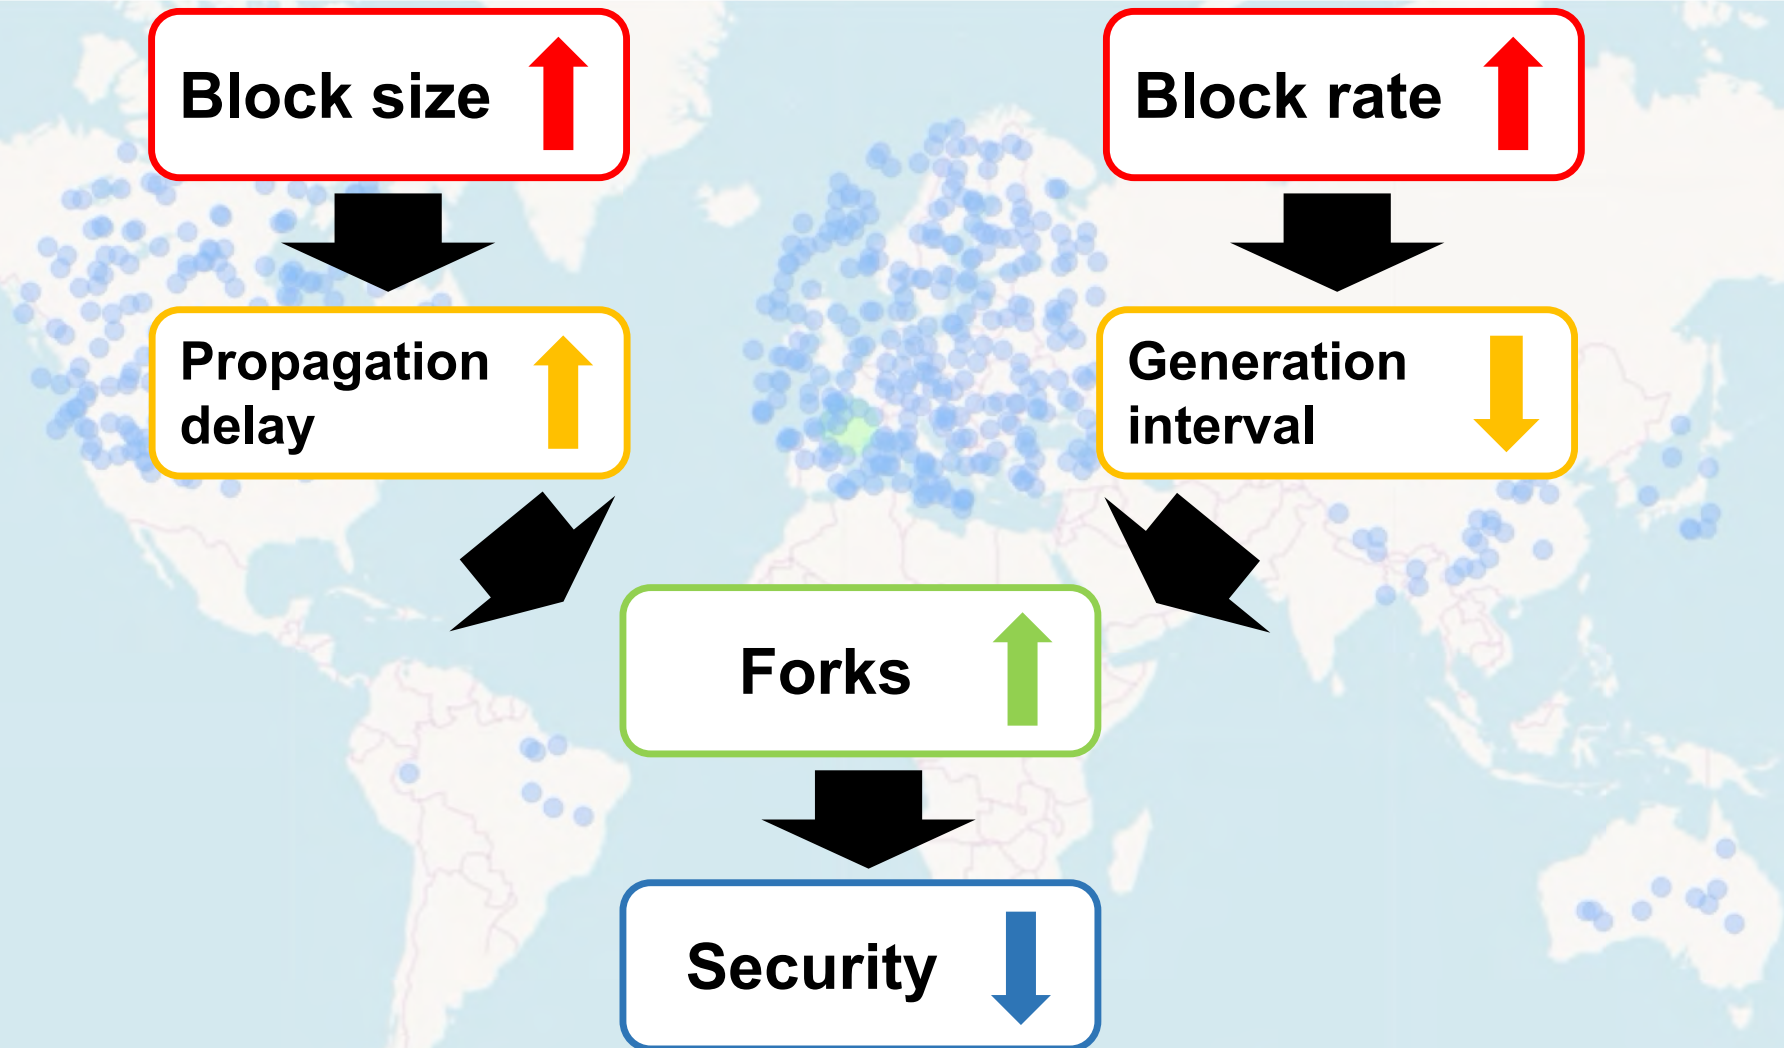 Block size
Block rate
Propagation
delay
Generation
interval
Forks
Security